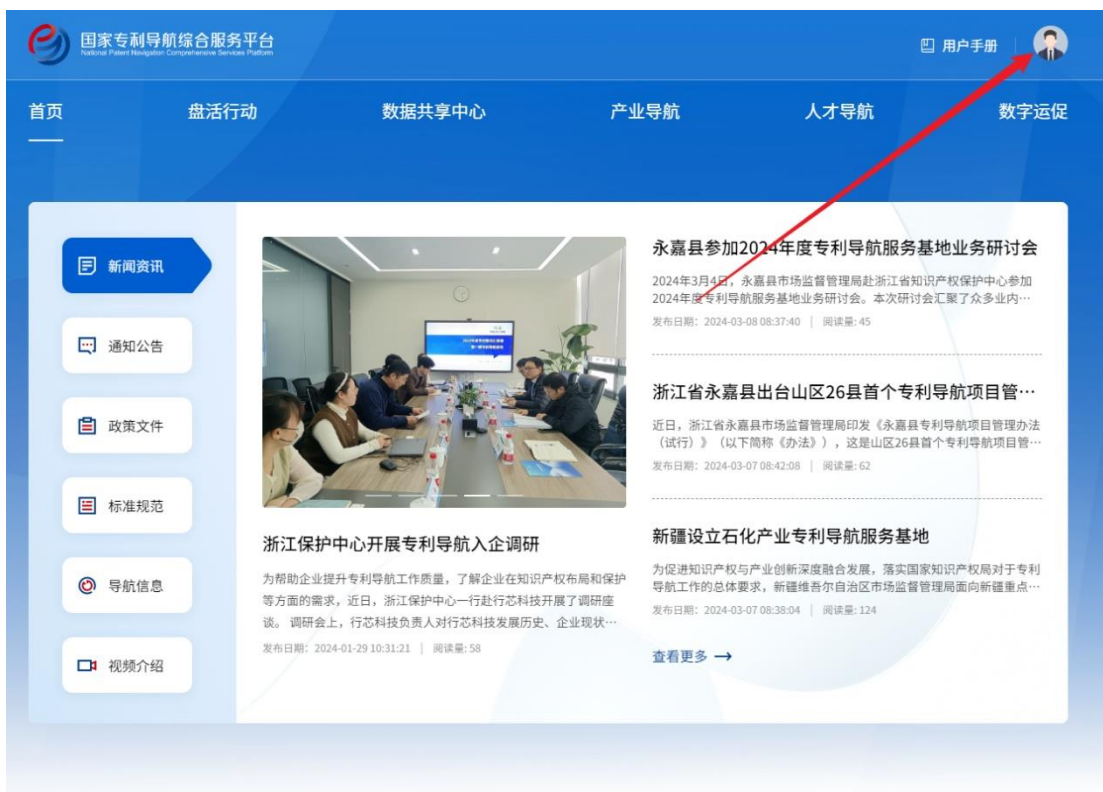 国家专利导航综合服务平台
National Patent Navigation Comprehensive Services Platform
用户手册
首页 盘活行动 数据共享中心 产业导航 人才导航 数字运促
新闻资讯
通知公告
政策文件
标准规范
导航信息
视频介绍
浙江保护中心开展专利导航入企调研
为帮助企业提升专利导航工作质量，了解企业在知识产权布局和保护
等方面的需求，近日，浙江保护中心一行赴行芯科技开展了调研座
谈。 调研会上，行芯科技负责人对行芯科技发展历史、企业现状…
发布日期：2024-01-29 10:31:21 | 阅读量: 58
永嘉县参加2024年度专利导航服务基地业务研讨会
2024年3月4日，永嘉县市场监督管理局赴浙江省知识产权保护中心参加
2024年度专利导航服务基地业务研讨会。本次研讨会汇聚了众多业内…
发布日期：2024-03-08 08:37:40 | 阅读量: 45
浙江省永嘉县出台山区26县首个专利导航项目管…
近日，浙江省永嘉县市场监督管理局印发《永嘉县专利导航项目管理办法
（试行）》（以下简称《办法》），这是山区26县首个专利导航项目管…
发布日期：2024-03-07 08:42:08 | 阅读量: 62
新疆设立石化产业专利导航服务基地
为促进知识产权与产业创新深度融合发展，落实国家知识产权局对于专利
导航工作的总体要求，新疆维吾尔自治区市场监督管理局面向新疆重点…
发布日期：2024-03-07 08:38:04 | 阅读量: 124
查看更多 →